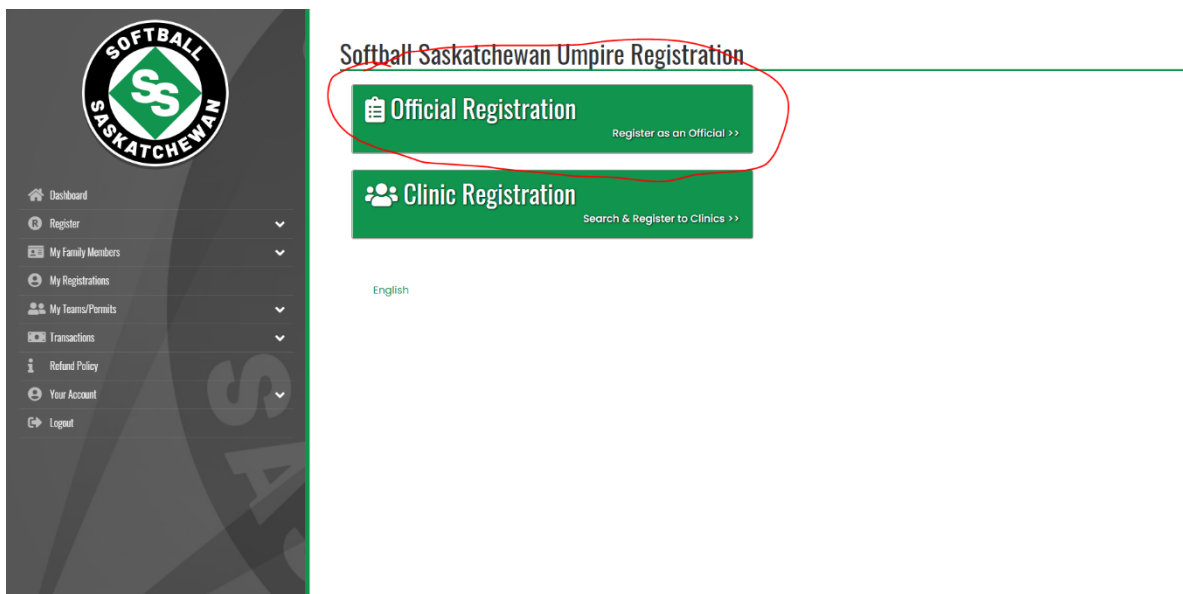 SOFTBALL
SS
SASKATCHEWAN
Dashboard
R Register
My Family Members
My Registrations
My Teams/Permits
Transactions
Refund Policy
Your Account
Logout
Softball Saskatchewan Umpire Registration
Official Registration
Register as an Official >>
Clinic Registration
Search & Register to Clinics >>
English